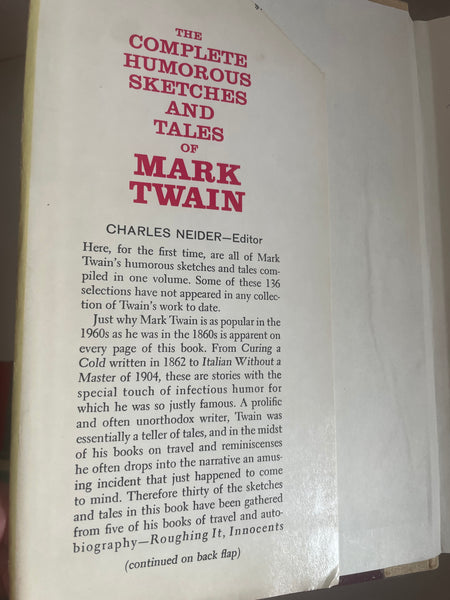 THE
COMPLETE
HUMOROUS
SKETCHES
AND
TALES
OF
MARK
TWAIN
CHARLES NEIDER—Editor
Here, for the first time, are all of Mark
Twain's humorous sketches and tales com-
piled in one volume. Some of these 136
selections have not appeared in any collec-
tion of Twain's work to date.
Just why Mark Twain is as popular in the
1960s as he was in the 1860s is apparent on
every page of this book. From Curing a
Cold written in 1862 to Italian Without a
Master of 1904, these are stories with the
special touch of infectious humor for
which he was so justly famous. A prolific
and often unorthodox writer, Twain was
essentially a teller of tales, and in the midst
of his books on travel and reminiscenses
he often drops into the narrative an amus-
ing incident that just happened to come
to mind. Therefore thirty of the sketches
and tales in this book have been gathered
from five of his books of travel and auto-
biography—Roughing It, Innocents
(continued on back flap)